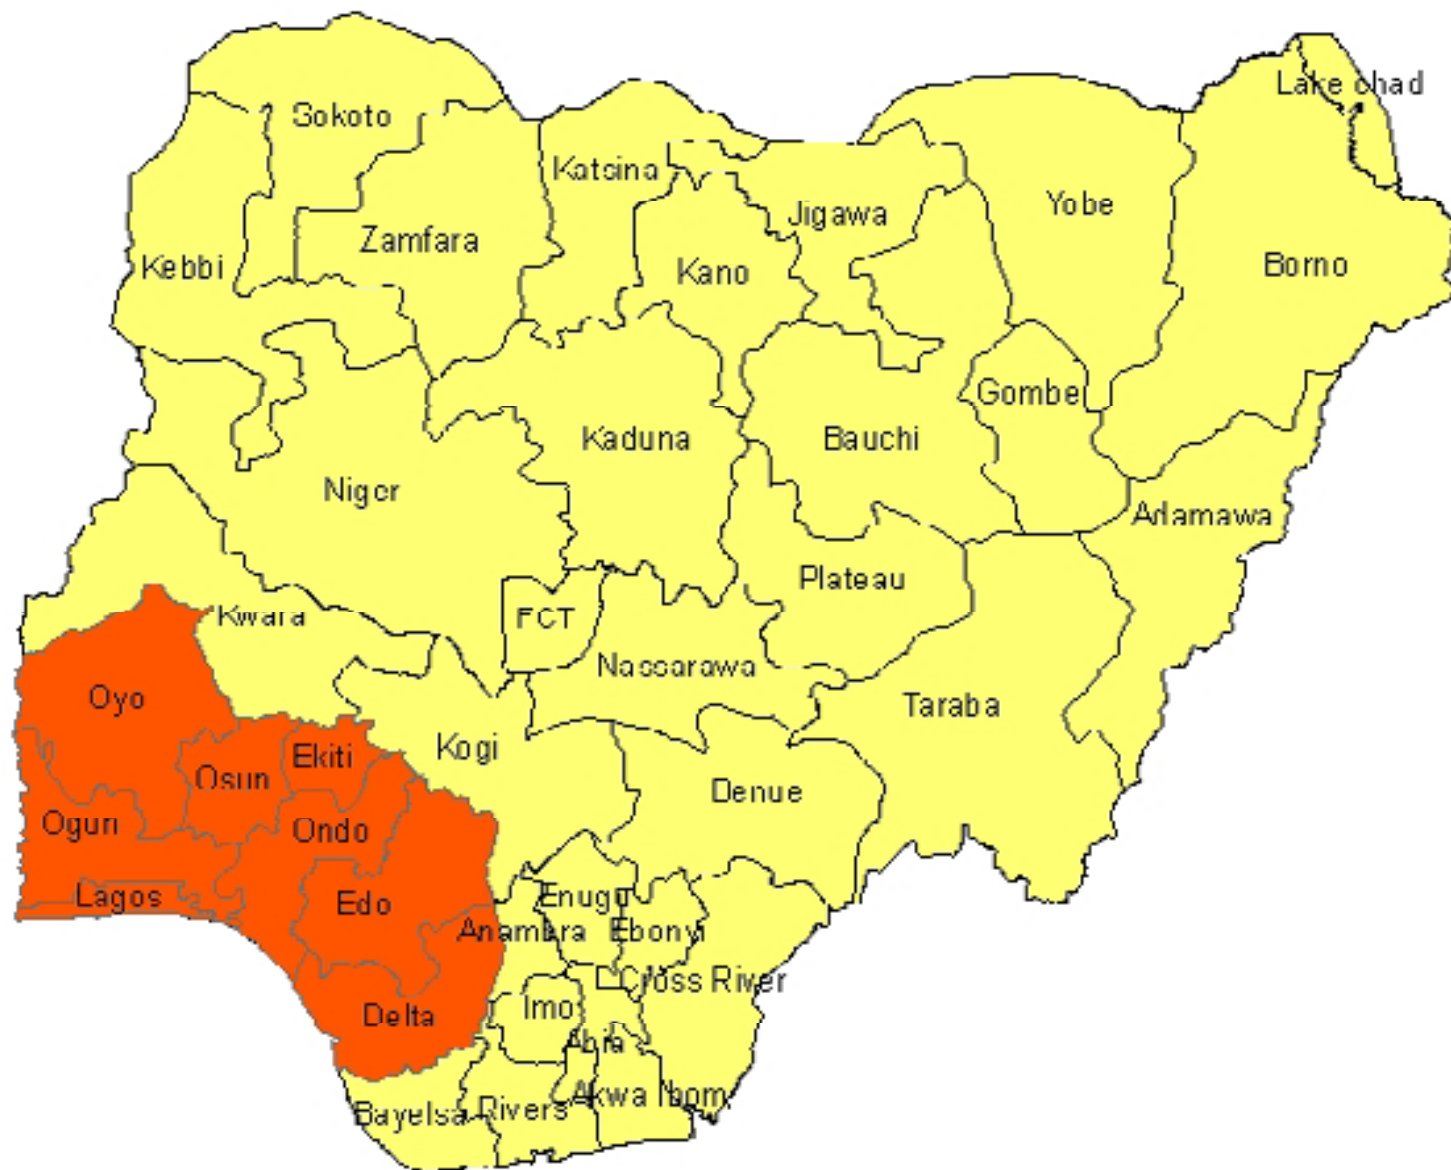 Lake chad
Sokoto
Katsina
Yobe
Jigawa
Zamfara
Kebbi
Kano
Borno
Gombe
Kaduna
Bauchi
Niger
Adamawa
Plateau
Kwara
FCT
Nassarawa
Oyo
Taraba
Kogi
Ekiti
Osun
Denue
Ogun
Ondo
Lagos
Edo
Enugu
Anambra
Ebonyi
Cross River
Imo
Delta
Abia
Akwa Ibom
Bayelsa
Rivers